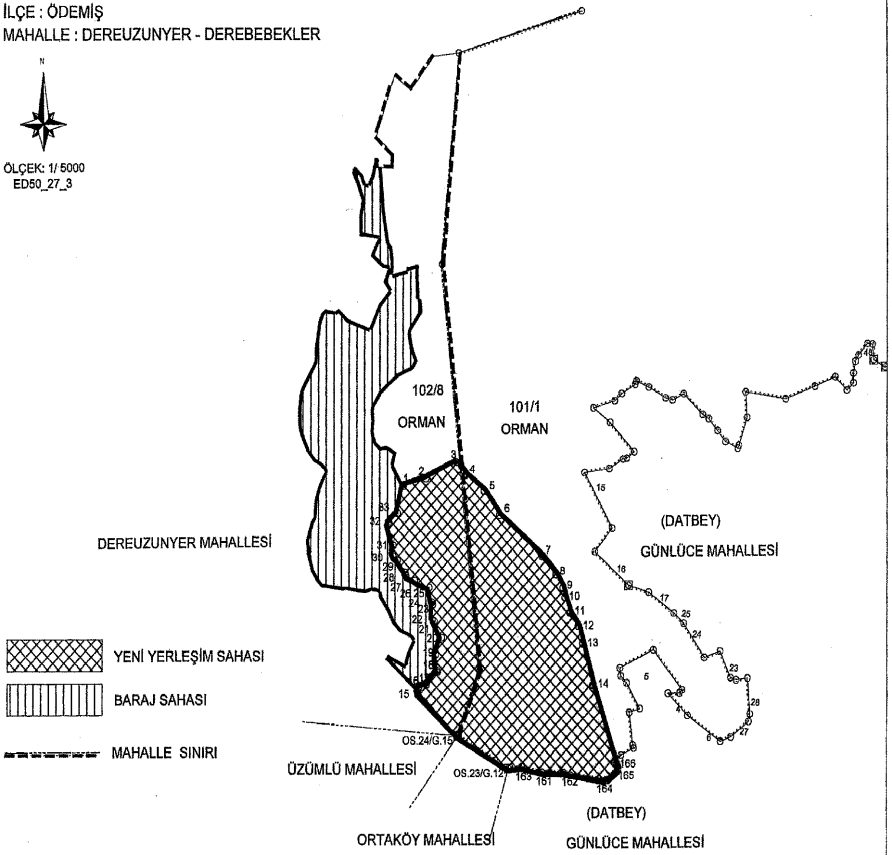 İLÇE : ÖDEMİŞ
MAHALLE : DEREUZUNYER - DEREBEBEKLER
N
ÖLÇEK: 1/ 5000
ED50_27_3
102/8
ORMAN
101/1
ORMAN
48
15
1
2
3
4
5
6
7
8
9
10
11
12
13
14
33
32
31
30
29
28
27
26
25
24
23
22
21
19
18
15
(DATBEY)
GÜNLÜCE MAHALLESİ
DEREUZUNYER MAHALLESİ
16
17
25
24
23
28
27
6
4
5
YENİ YERLEŞİM SAHASI
BARAJ SAHASI
MAHALLE SINIRI
OS.24/G.15
ÜZÜMLÜ MAHALLESİ
OS.23/G.12
163
161
162
164
165
166
ORTAKÖY MAHALLESİ
(DATBEY)
GÜNLÜCE MAHALLESİ